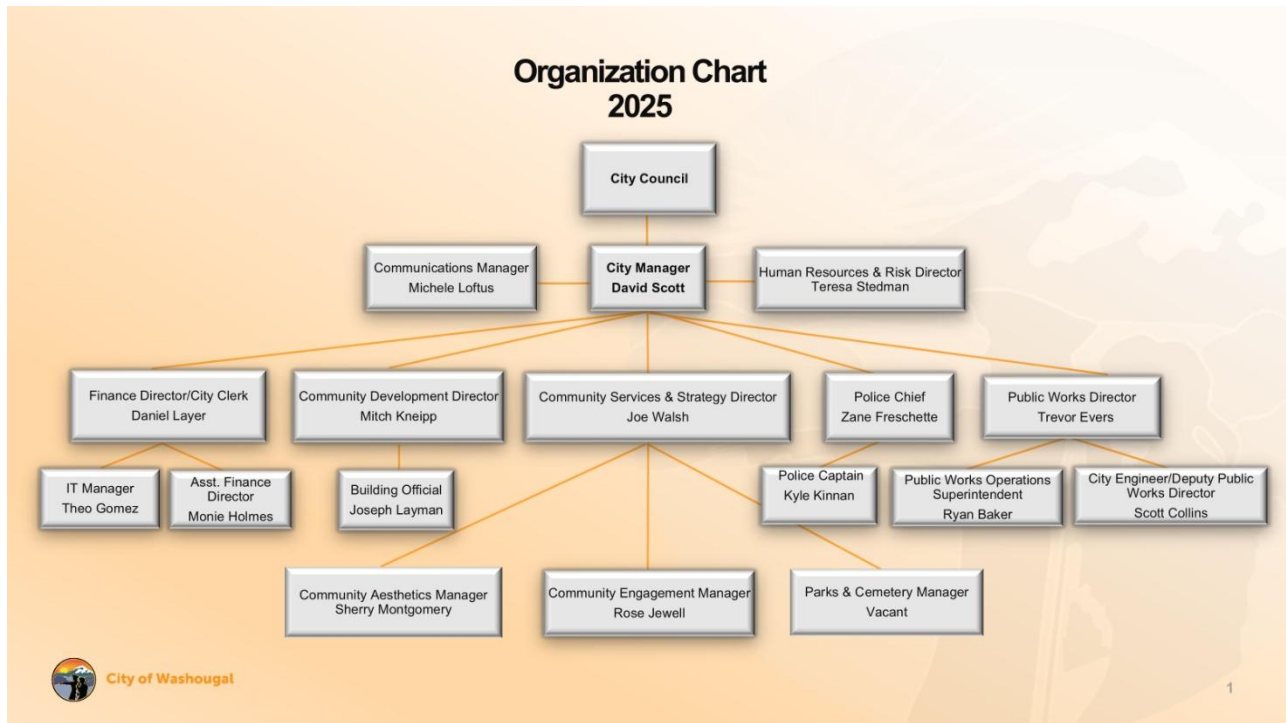 Organization Chart
2025
City Council
Communications Manager
Michele Loftus
City Manager
David Scott
Human Resources & Risk Director
Teresa Stedman
Finance Director/City Clerk
Daniel Layer
Community Development Director
Mitch Kneipp
Community Services & Strategy Director
Joe Walsh
Police Chief
Zane Freschette
Public Works Director
Trevor Evers
IT Manager
Theo Gomez
Asst. Finance
Director
Monie Holmes
Building Official
Joseph Layman
Police Captain
Kyle Kinnan
Public Works Operations
Superintendent
Ryan Baker
City Engineer/Deputy Public
Works Director
Scott Collins
Community Aesthetics Manager
Sherry Montgomery
Community Engagement Manager
Rose Jewell
Parks & Cemetery Manager
Vacant
City of Washougal
1